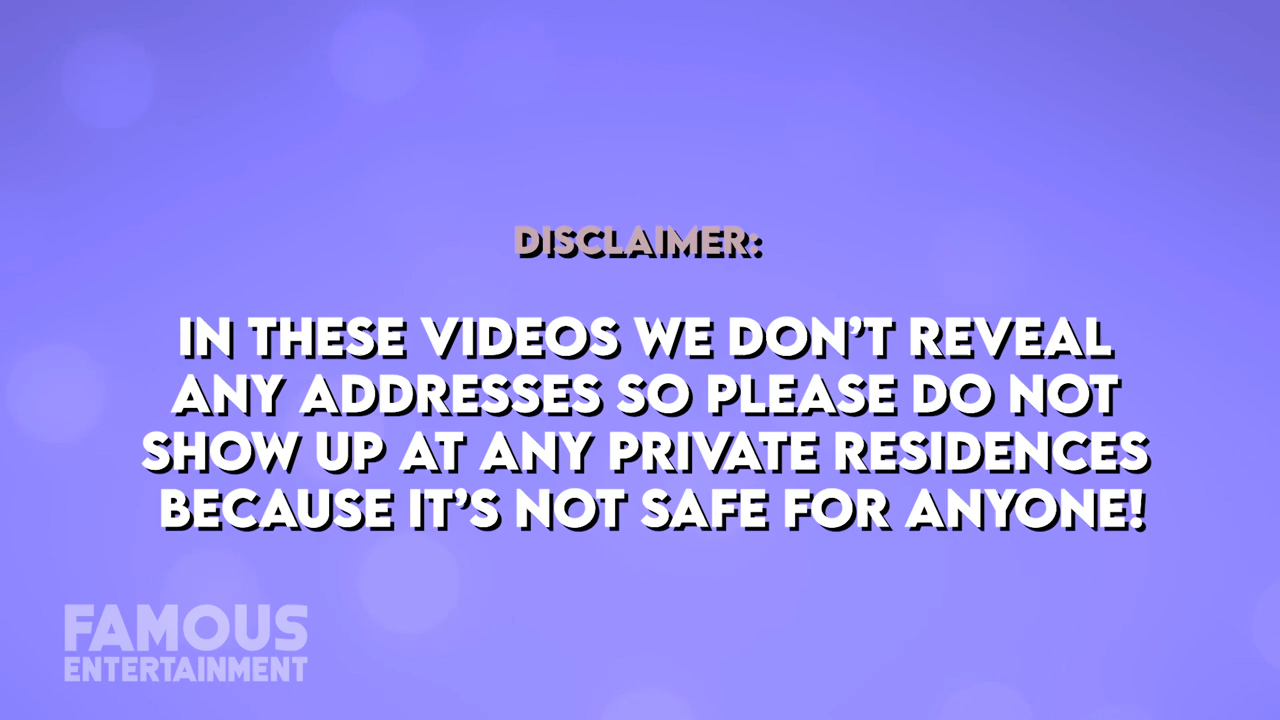 DISCLAIMER:
IN THESE VIDEOS WE DON’T REVEAL
ANY ADDRESSES SO PLEASE DO NOT
SHOW UP AT ANY PRIVATE RESIDENCES
BECAUSE IT’S NOT SAFE FOR ANYONE!
FAMOUS
ENTERTAINMENT